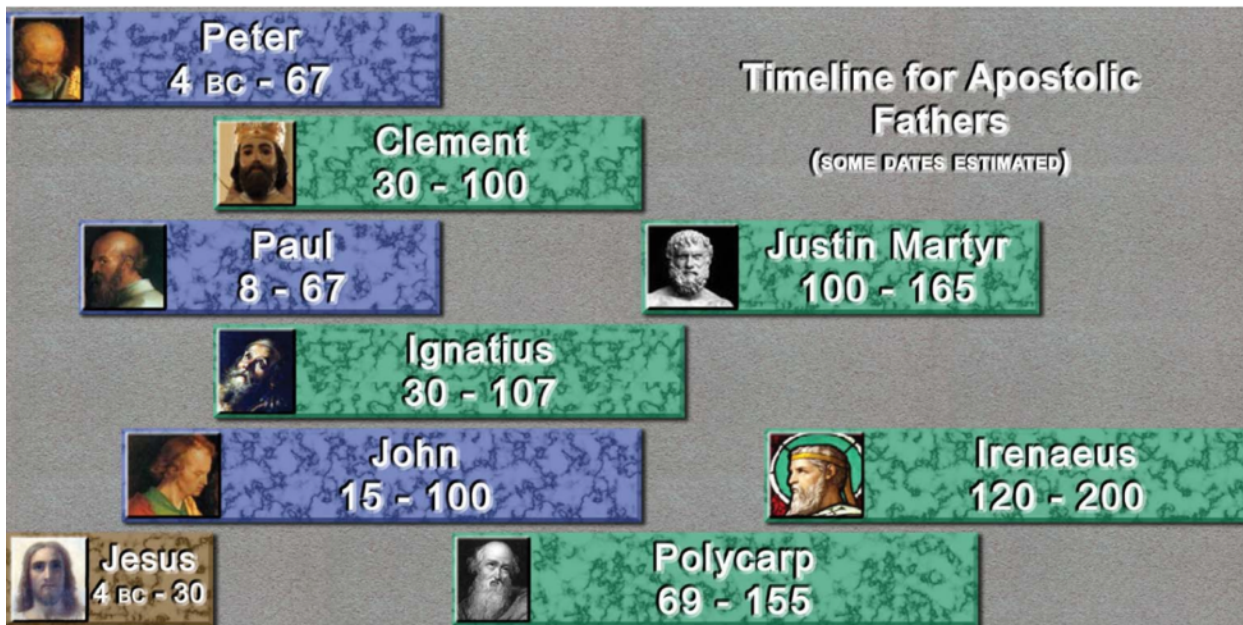 Peter
4 BC - 67
Timeline for Apostolic
Fathers
(SOME DATES ESTIMATED)
Clement
30 - 100
Paul
8 - 67
Justin Martyr
100 - 165
Ignatius
30 - 107
John
15 - 100
Irenaeus
120 - 200
Jesus
4 BC - 30
Polycarp
69 - 155